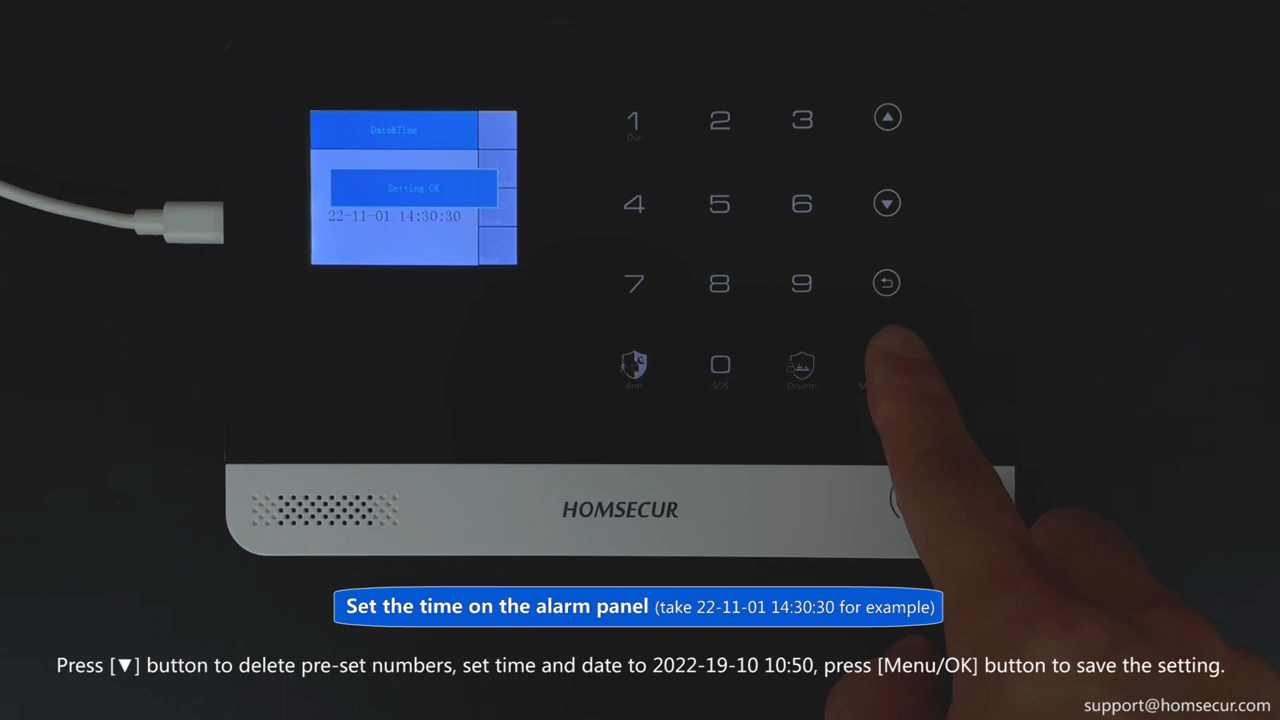 Date&Time
Setting OK
22-11-01 14:30:30
1 2 3
4 5 6
7 8 9
Arm SOS Disarm
HOMSECUR
Set the time on the alarm panel (take 22-11-01 14:30:30 for example)
Press [▼] button to delete pre-set numbers, set time and date to 2022-19-10 10:50, press [Menu/OK] button to save the setting.
support@homsecur.com